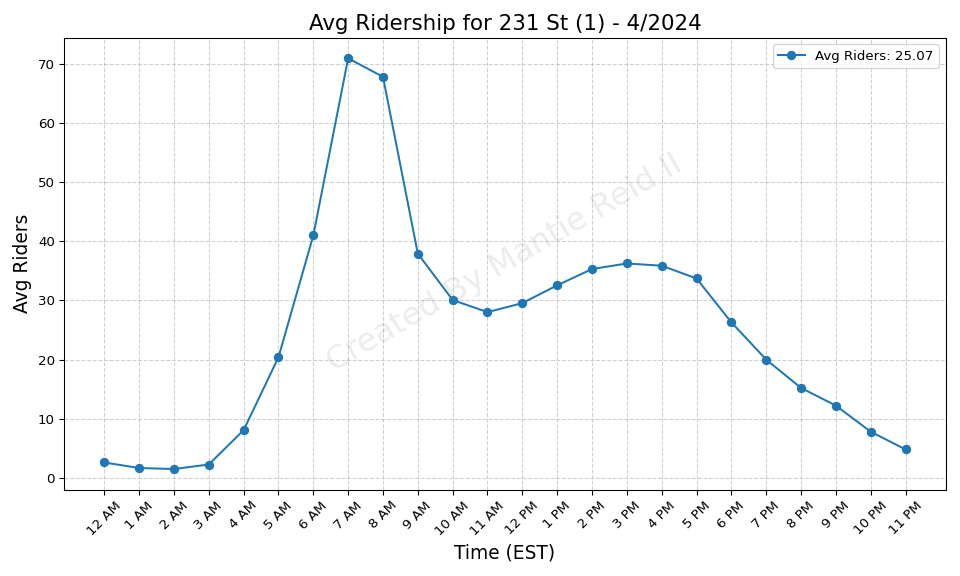 Avg Ridership for 231 St (1) - 4/2024
Avg Riders: 25.07
Avg Riders
70
60
50
40
30
20
10
0
Created By Mantie Reid II
12 AM
1 AM
2 AM
3 AM
4 AM
5 AM
6 AM
7 AM
8 AM
9 AM
10 AM
11 AM
12 PM
1 PM
2 PM
3 PM
4 PM
5 PM
6 PM
7 PM
8 PM
9 PM
10 PM
11 PM
Time (EST)